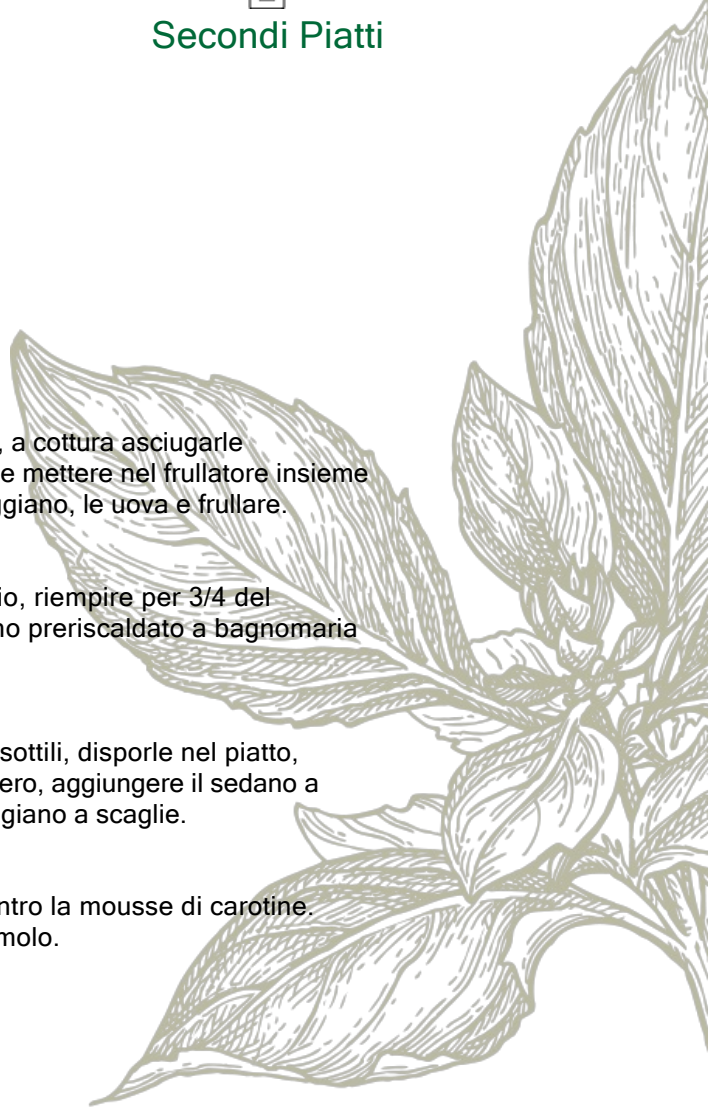 Secondi Piatti
, a cottura asciugarle
e mettere nel frullatore insieme
giano, le uova e frullare.
io, riempire per 3/4 del
no preriscaldato a bagnomaria
sottili, disporle nel piatto,
ero, aggiungere il sedano a
giano a scaglie.
ntro la mousse di carotine.
molo.